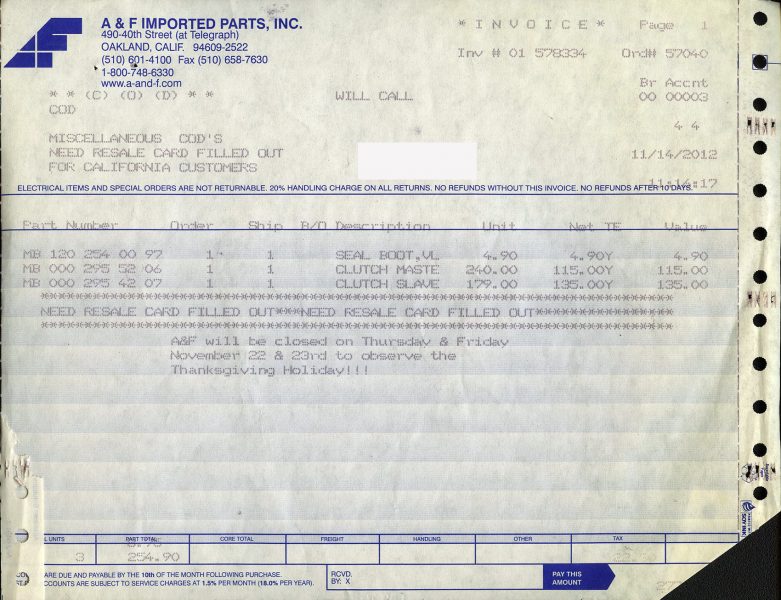 A & F IMPORTED PARTS, INC.
490-40th Street (at Telegraph)
OAKLAND, CALIF. 94609-2522
(510) 601-4100 Fax (510) 658-7630
1-800-748-6330
www.a-and-f.com
* I N V O I C E * Page 1
Inv # 01 578334 Ord# 57040
Br Accnt
* * (C) (O) (D) * * WILL CALL 00 00003
COD
4 4
MISCELLANEOUS COD'S
NEED RESALE CARD FILLED OUT 11/14/2012
FOR CALIFORNIA CUSTOMERS
11:14:17
ELECTRICAL ITEMS AND SPECIAL ORDERS ARE NOT RETURNABLE. 20% HANDLING CHARGE ON ALL RETURNS. NO REFUNDS WITHOUT THIS INVOICE. NO REFUNDS AFTER 10 DAYS.
Part Number Order Ship B/O Description Unit Net TE Value
MB 120 254 00 97 1 1 SEAL BOOT,VL 4.90 4.90Y 4.90
MB 000 295 52 06 1 1 CLUTCH MASTE 240.00 115.00Y 115.00
MB 000 295 42 07 1 1 CLUTCH SLAVE 179.00 135.00Y 135.00
NEED RESALE CARD FILLED OUT****NEED RESALE CARD FILLED OUT*******************
A&F will be closed on Thursday & Friday
November 22 & 23rd to observe the
Thanksgiving Holiday!!!
UNITS PART TOTAL CORE TOTAL FREIGHT HANDLING OTHER TAX
3 254.90
ARE DUE AND PAYABLE BY THE 10th OF THE MONTH FOLLOWING PURCHASE.
ACCOUNTS ARE SUBJECT TO SERVICE CHARGES AT 1.5% PER MONTH (18.0% PER YEAR).
RCVD.
BY: X
PAY THIS
AMOUNT